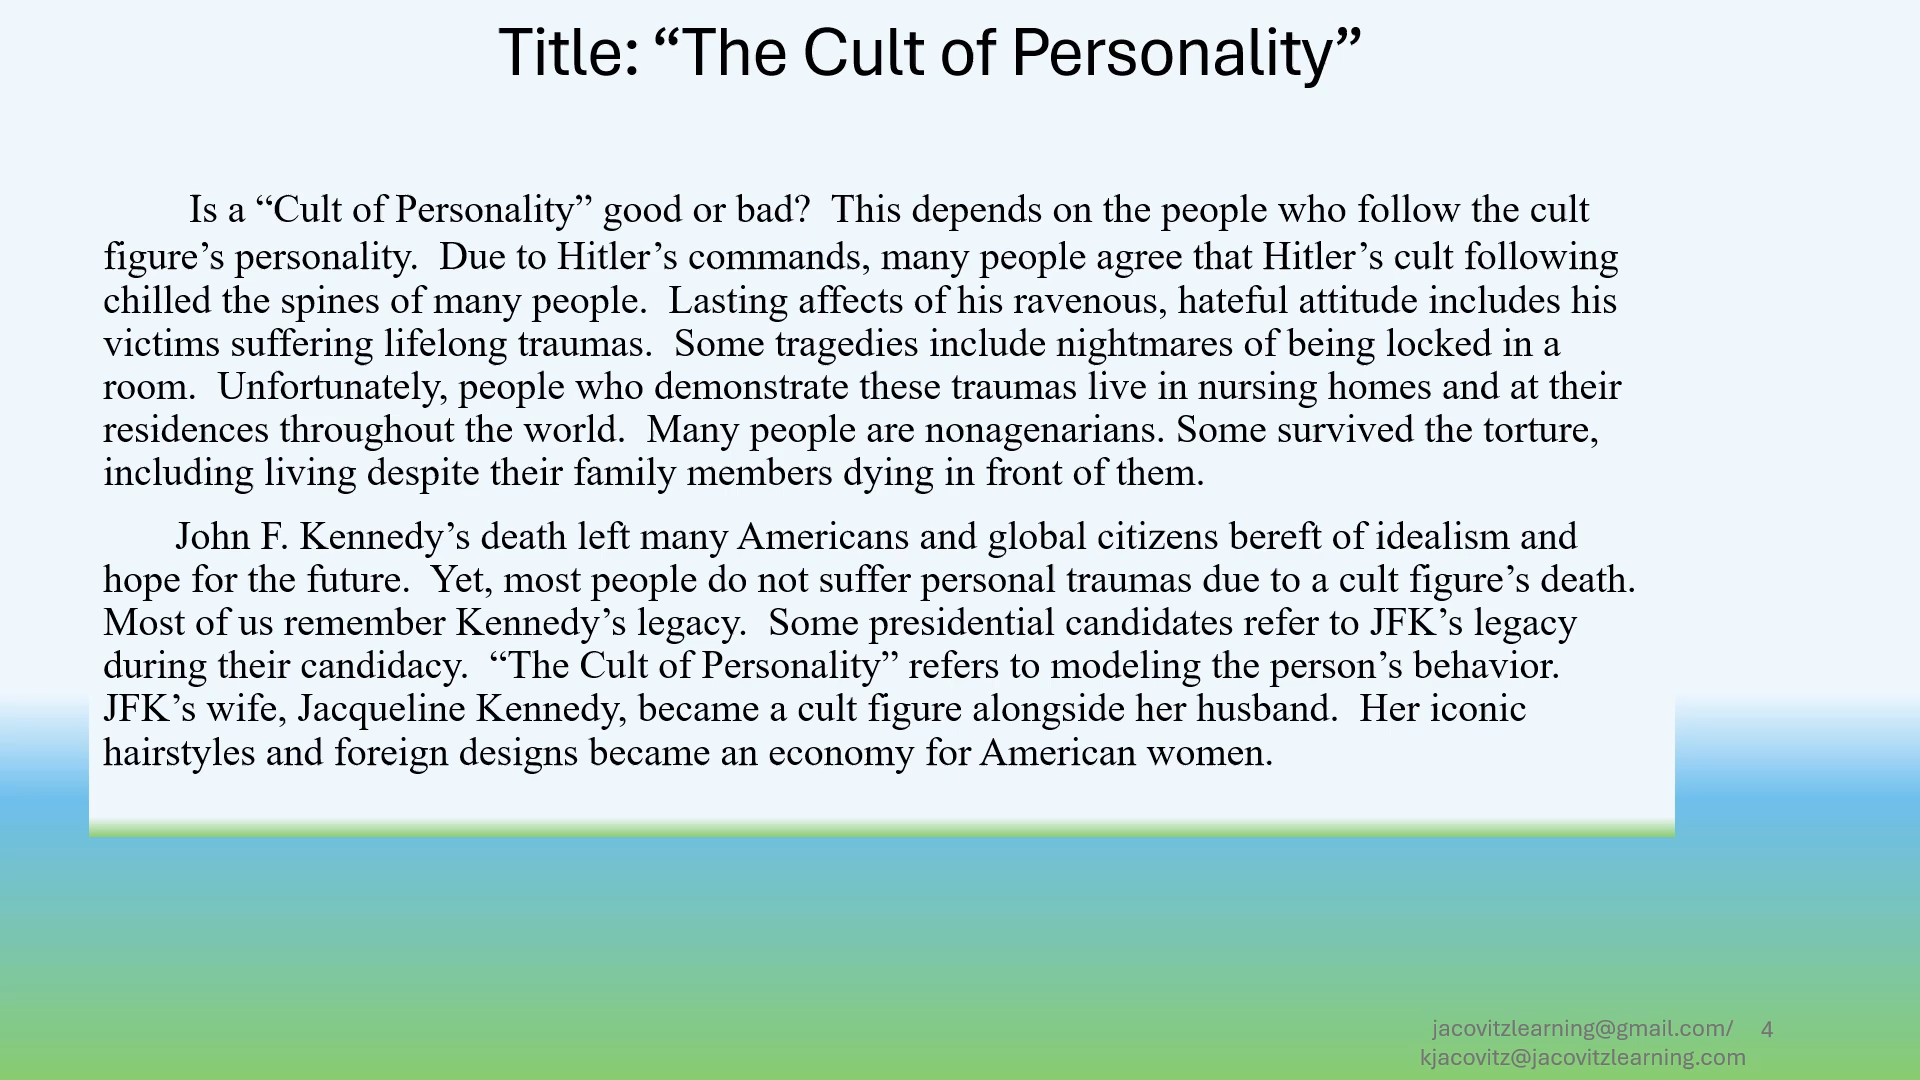 Title: “The Cult of Personality”
Is a “Cult of Personality” good or bad?  This depends on the people who follow the cult
figure’s personality.  Due to Hitler’s commands, many people agree that Hitler’s cult following
chilled the spines of many people.  Lasting affects of his ravenous, hateful attitude includes his
victims suffering lifelong traumas.  Some tragedies include nightmares of being locked in a
room.  Unfortunately, people who demonstrate these traumas live in nursing homes and at their
residences throughout the world.  Many people are nonagenarians. Some survived the torture,
including living despite their family members dying in front of them.
John F. Kennedy’s death left many Americans and global citizens bereft of idealism and
hope for the future.  Yet, most people do not suffer personal traumas due to a cult figure’s death.
Most of us remember Kennedy’s legacy.  Some presidential candidates refer to JFK’s legacy
during their candidacy.  “The Cult of Personality” refers to modeling the person’s behavior.
JFK’s wife, Jacqueline Kennedy, became a cult figure alongside her husband.  Her iconic
hairstyles and foreign designs became an economy for American women.
jacovitzlearning@gmail.com/ 4
kjacovitz@jacovitzlearning.com